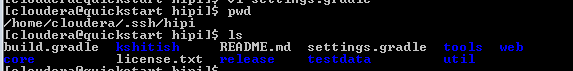 [cloudera@quickstart hipi]$ vi settings.gradle
[cloudera@quickstart hipi]$ pwd
/home/cloudera/.ssh/hipi
[cloudera@quickstart hipi]$ ls
build.gradle kshitish README.md settings.gradle tools web
core license.txt release testdata util
[cloudera@quickstart hipi]$